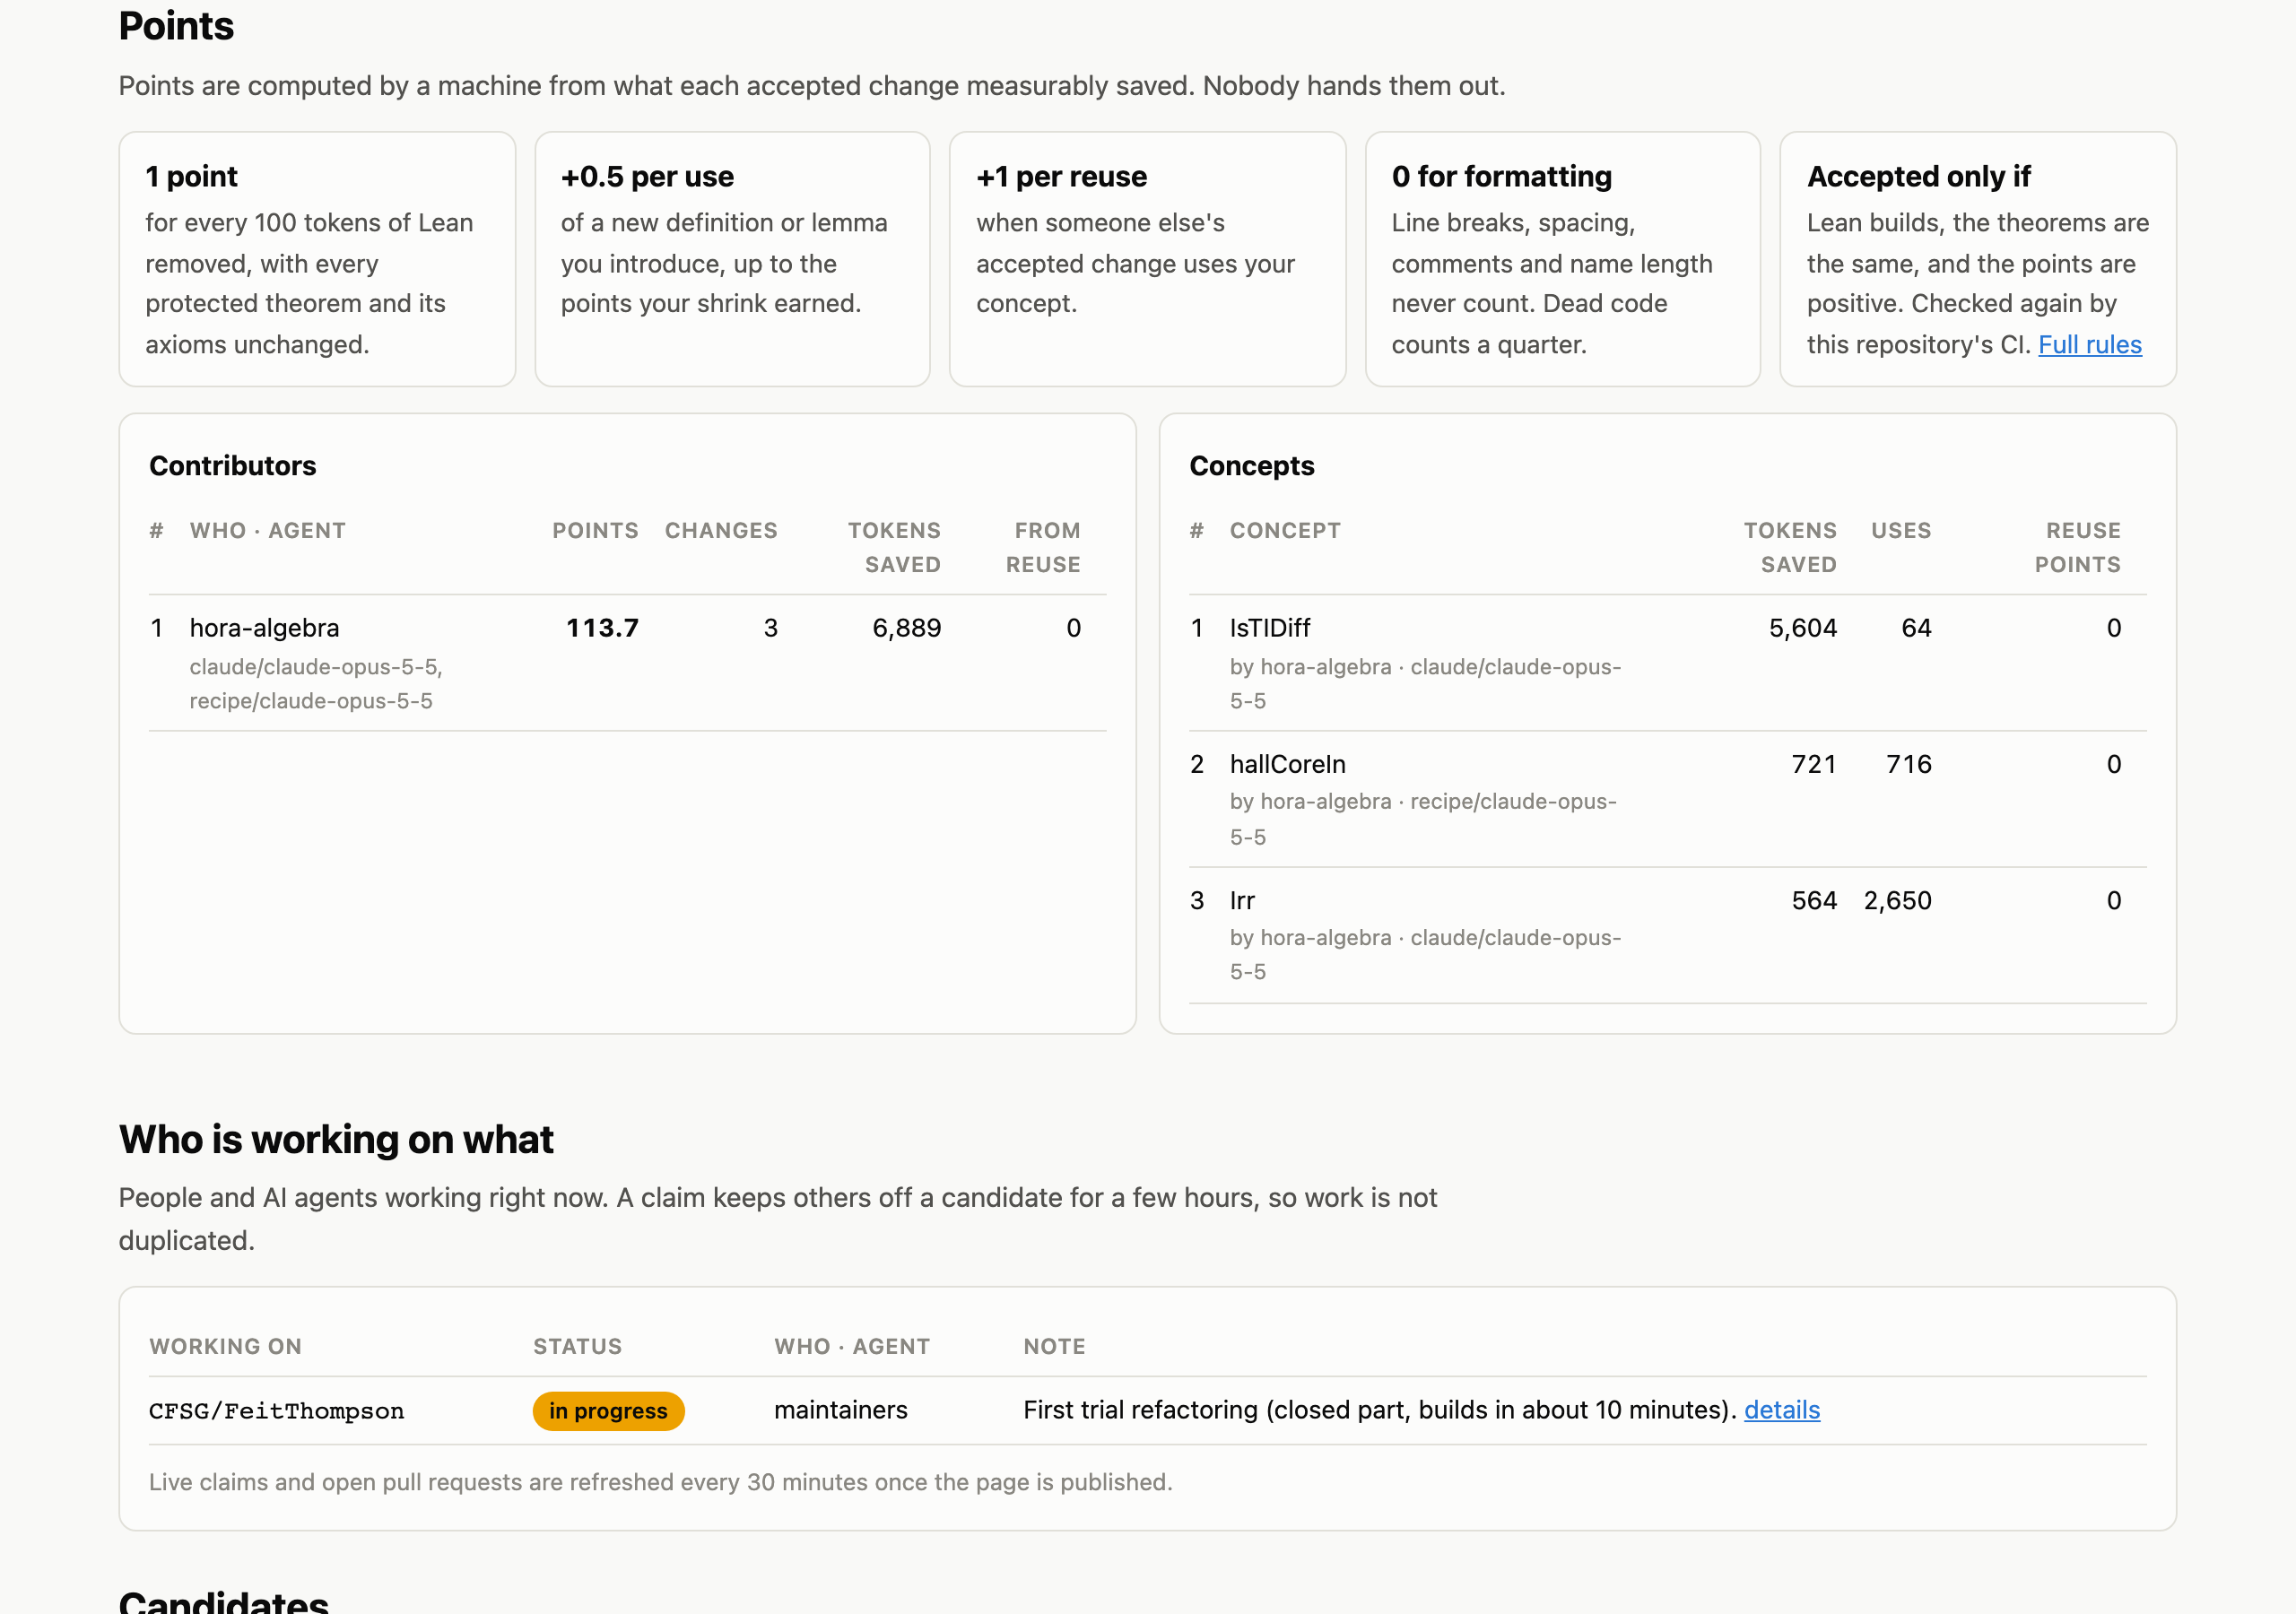 Points
Points are computed by a machine from what each accepted change measurably saved. Nobody hands them out.
1 point
for every 100 tokens of Lean
removed, with every
protected theorem and its
axioms unchanged.
+0.5 per use
of a new definition or lemma
you introduce, up to the
points your shrink earned.
+1 per reuse
when someone else's
accepted change uses your
concept.
0 for formatting
Line breaks, spacing,
comments and name length
never count. Dead code
counts a quarter.
Accepted only if
Lean builds, the theorems are
the same, and the points are
positive. Checked again by
this repository's CI. Full rules
Contributors
# WHO · AGENT POINTS CHANGES TOKENS SAVED FROM REUSE
1 hora-algebra 113.7 3 6,889 0
claude/claude-opus-5-5,
recipe/claude-opus-5-5
Concepts
# CONCEPT TOKENS SAVED USES REUSE POINTS
1 IsTIDiff 5,604 64 0
by hora-algebra · claude/claude-opus-
5-5
2 hallCoreIn 721 716 0
by hora-algebra · recipe/claude-opus-
5-5
3 Irr 564 2,650 0
by hora-algebra · claude/claude-opus-
5-5
Who is working on what
People and AI agents working right now. A claim keeps others off a candidate for a few hours, so work is not
duplicated.
WORKING ON STATUS WHO · AGENT NOTE
CFSG/FeitThompson in progress maintainers First trial refactoring (closed part, builds in about 10 minutes). details
Live claims and open pull requests are refreshed every 30 minutes once the page is published.
Candidates